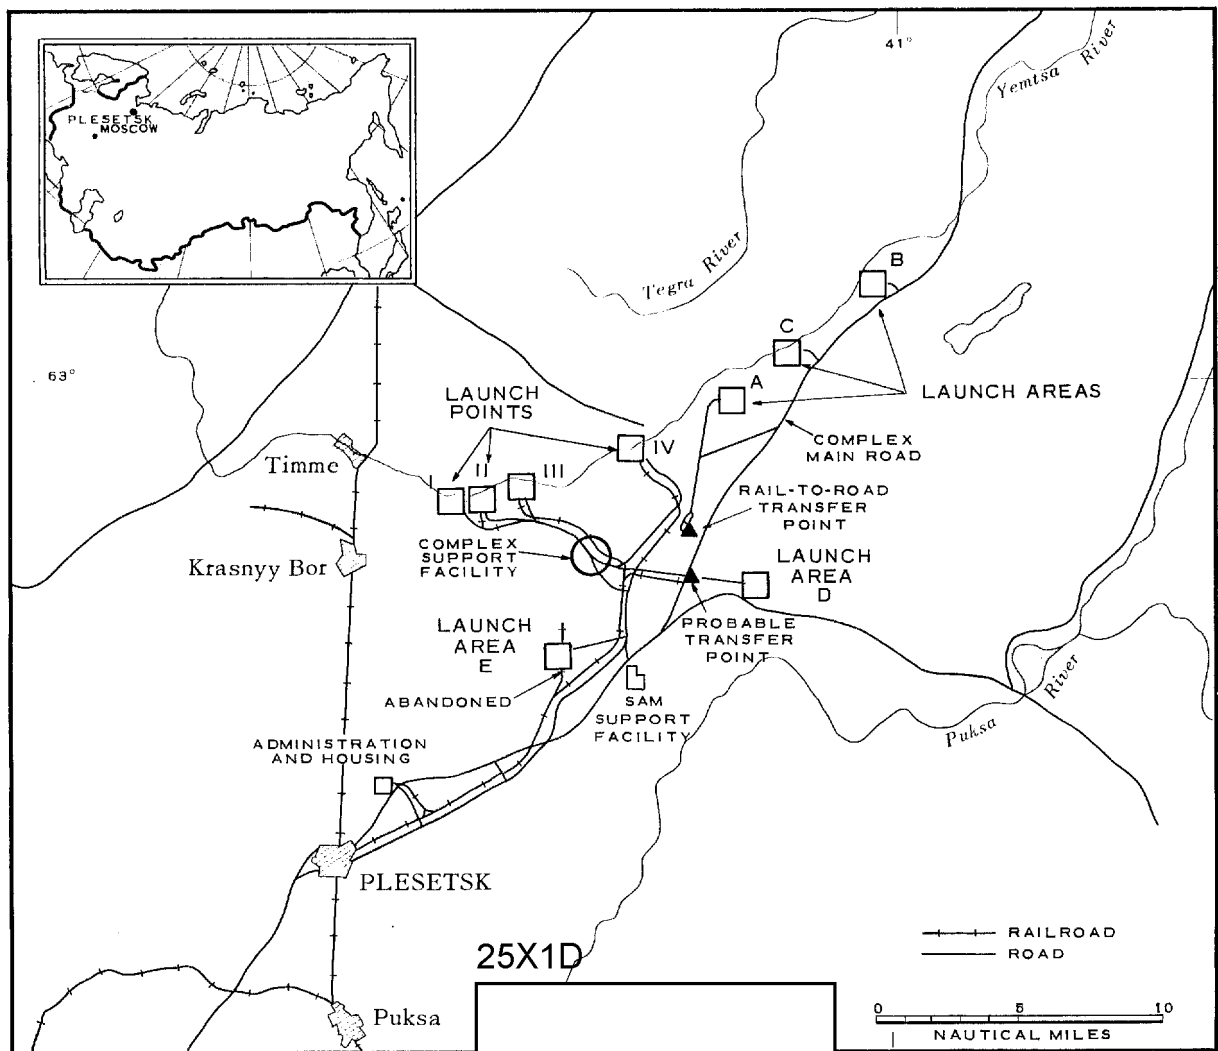 41°
Yemtsa River
PLESETSK
MOSCOW
Tegra River
B
C
63°
A
LAUNCH
POINTS
LAUNCH AREAS
IV
COMPLEX
MAIN ROAD
Timme
I
II
III
RAIL-TO-ROAD
TRANSFER
POINT
COMPLEX
SUPPORT
FACILITY
Krasnyy Bor
LAUNCH
AREA
D
LAUNCH
AREA
E
PROBABLE
TRANSFER
POINT
ABANDONED
SAM
SUPPORT
FACILITY
Puksa River
ADMINISTRATION
AND HOUSING
PLESETSK
25X1D
RAILROAD
ROAD
Puksa
0 5 10
NAUTICAL MILES